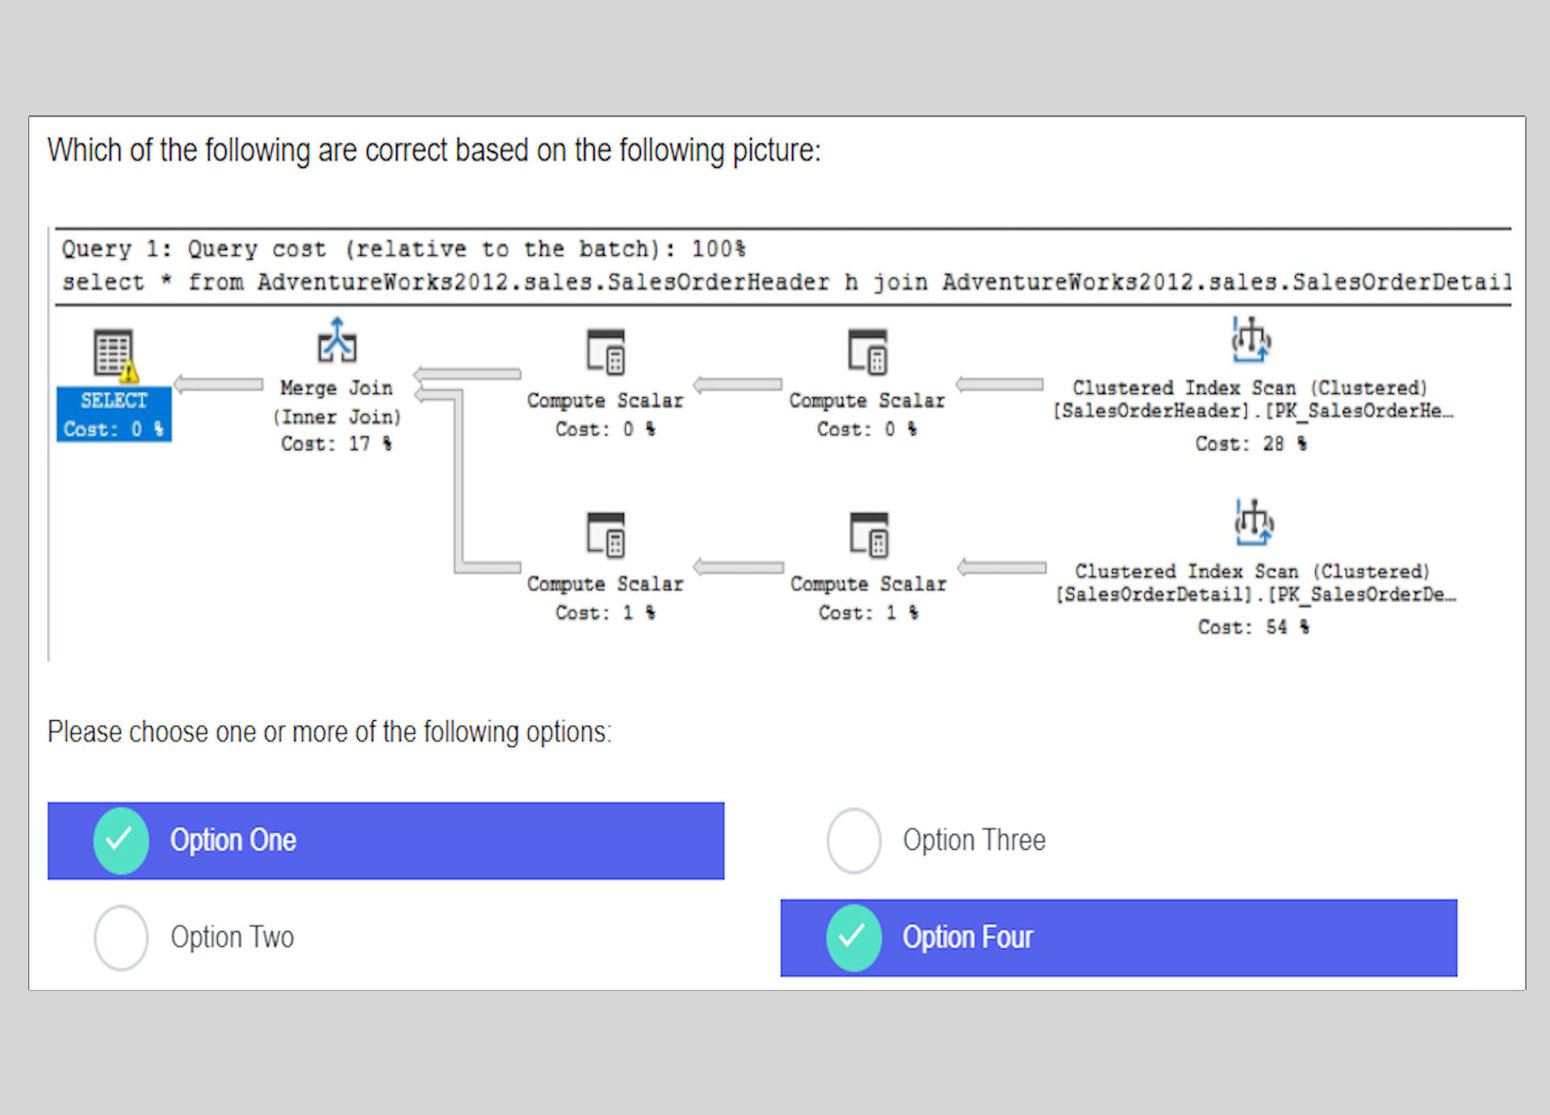 Which of the following are correct based on the following picture:
Query 1: Query cost (relative to the batch): 100%
select * from AdventureWorks2012.sales.SalesOrderHeader h join AdventureWorks2012.sales.SalesOrderDetail
SELECT
Cost: 0 %
Merge Join
(Inner Join)
Cost: 17 %
Compute Scalar
Cost: 0 %
Compute Scalar
Cost: 0 %
Clustered Index Scan (Clustered)
[SalesOrderHeader].[PK_SalesOrderHe…
Cost: 28 %
Compute Scalar
Cost: 1 %
Compute Scalar
Cost: 1 %
Clustered Index Scan (Clustered)
[SalesOrderDetail].[PK_SalesOrderDe…
Cost: 54 %
Please choose one or more of the following options:
Option One
Option Three
Option Two
Option Four